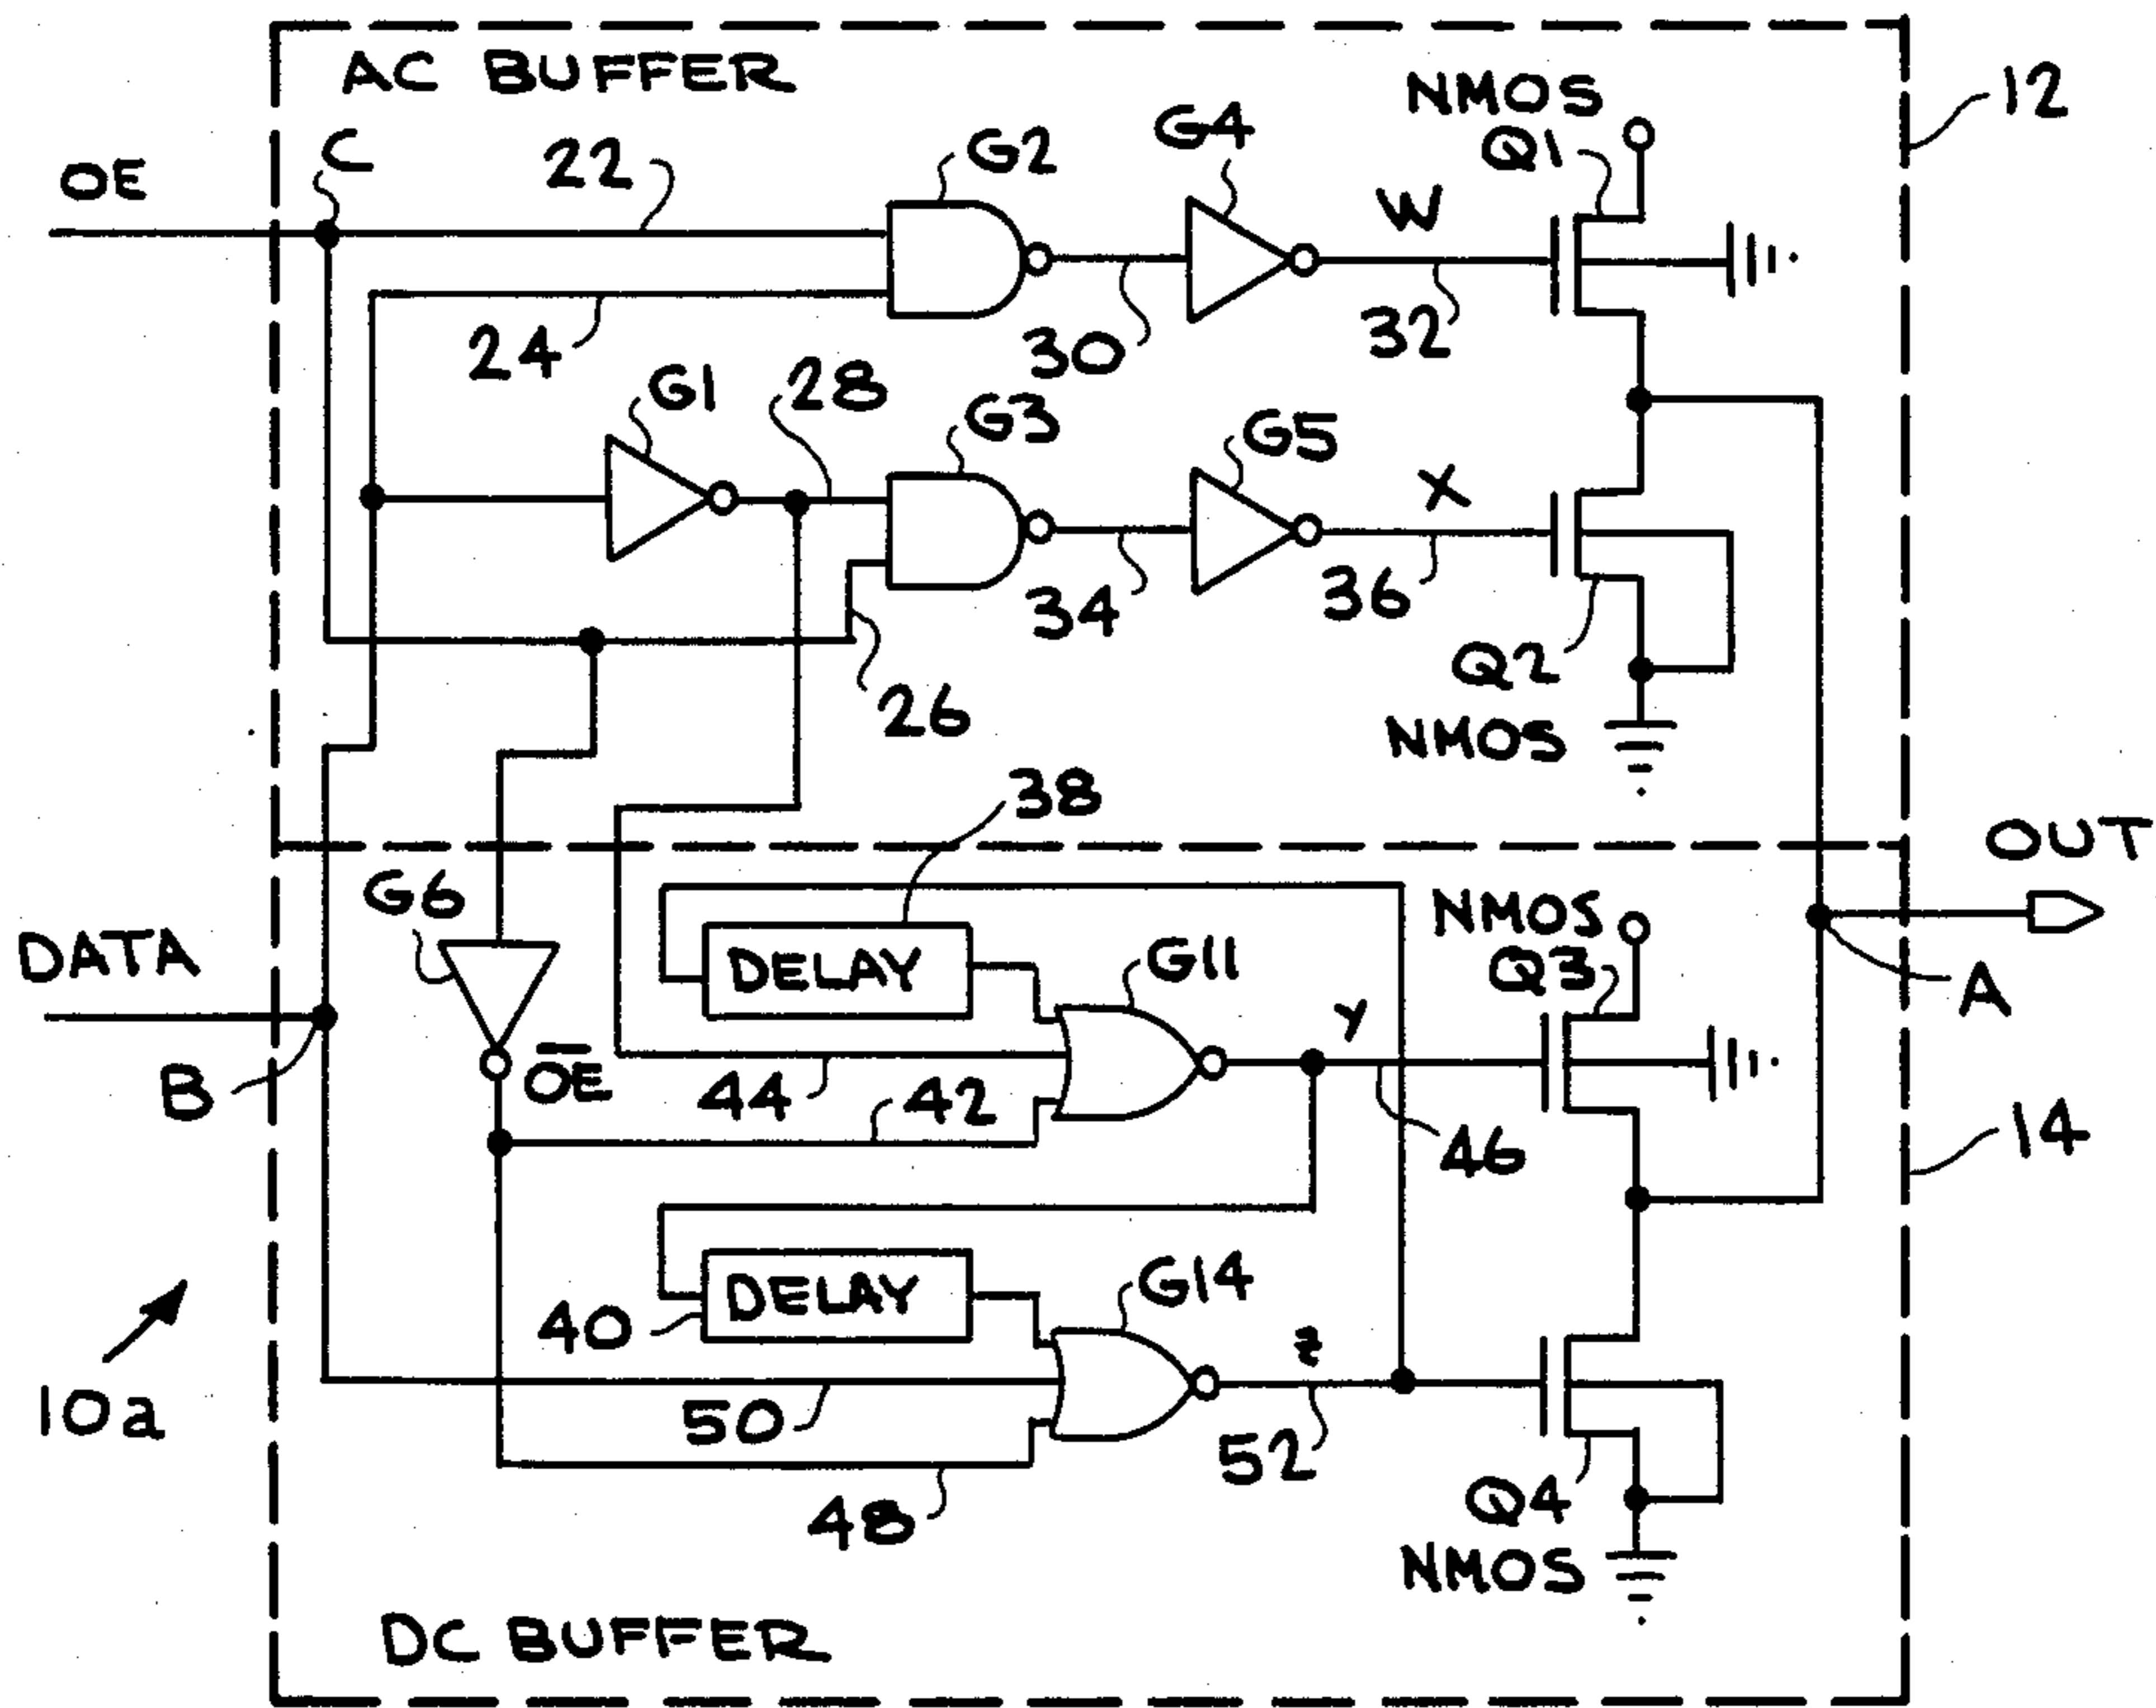 AC BUFFER
NMOS
12
OE
C
22
G2
G4
Q1
W
24
30
32
G1
28
G3
G5
X
34
36
26
Q2
NMOS
38
OUT
G6
NMOS
DATA
DELAY
G11
Q3
A
Y
B
O̅E̅
44
42
46
14
DELAY
G14
40
z
10a
50
52
48
Q4
NMOS
DC BUFFER